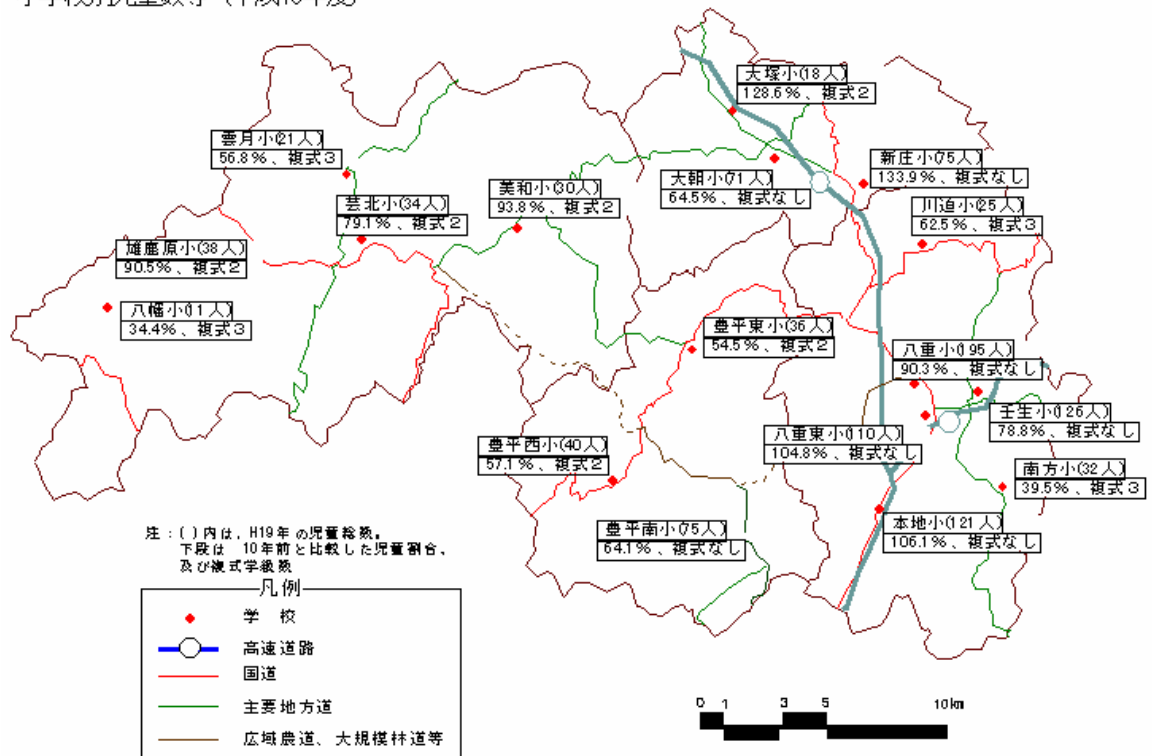 大塚小(18人)
128.6%、複式2
雲月小(21人)
56.8%、複式3
新庄小(75人)
133.9%、複式なし
大朝小(71人)
64.5%、複式なし
美和小(30人)
93.8%、複式2
芸北小(34人)
79.1%、複式2
川迫小(25人)
62.5%、複式3
雄鹿原小(38人)
90.5%、複式2
八幡小(11人)
34.4%、複式3
豊平東小(36人)
54.5%、複式2
八重小(195人)
90.3%、複式なし
壬生小(126人)
78.8%、複式なし
八重東小(110人)
104.8%、複式なし
豊平西小(40人)
57.1%、複式2
南方小(32人)
39.5%、複式3
豊平南小(75人)
64.1%、複式なし
本地小(121人)
106.1%、複式なし
注:( )内は、H19年の児童総数。
下段は 10年前と比較した児童割合、
及び複式学級数
凡例
学 校
高速道路
国道
主要地方道
広域農道、大規模林道等
0 1 3 5 10km